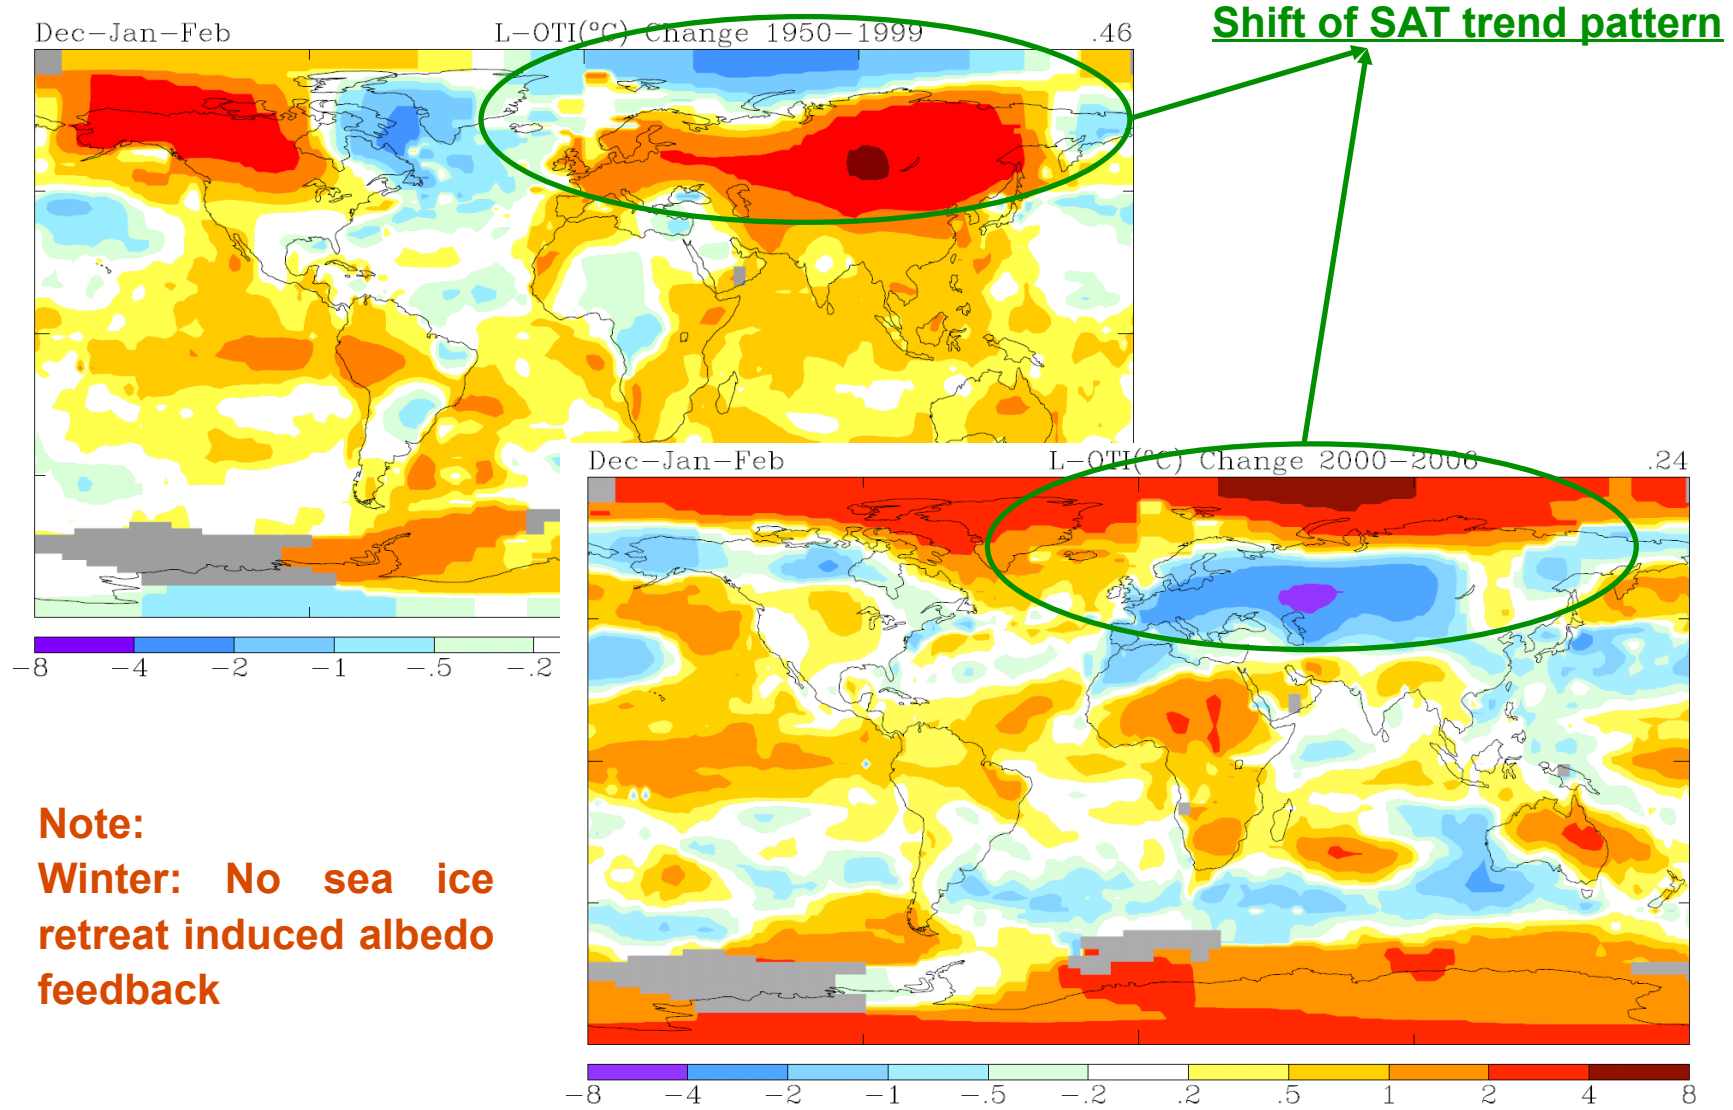 Shift of SAT trend pattern
Dec-Jan-Feb L-OTI(°C) Change 1950-1999 .46
-8 -4 -2 -1 -.5 -.2
Dec-Jan-Feb L-OTI(°C) Change 2000-2006 .24
-8 -4 -2 -1 -.5 -.2 .2 .5 1 2 4 8
Note:
Winter: No sea ice
retreat induced albedo
feedback